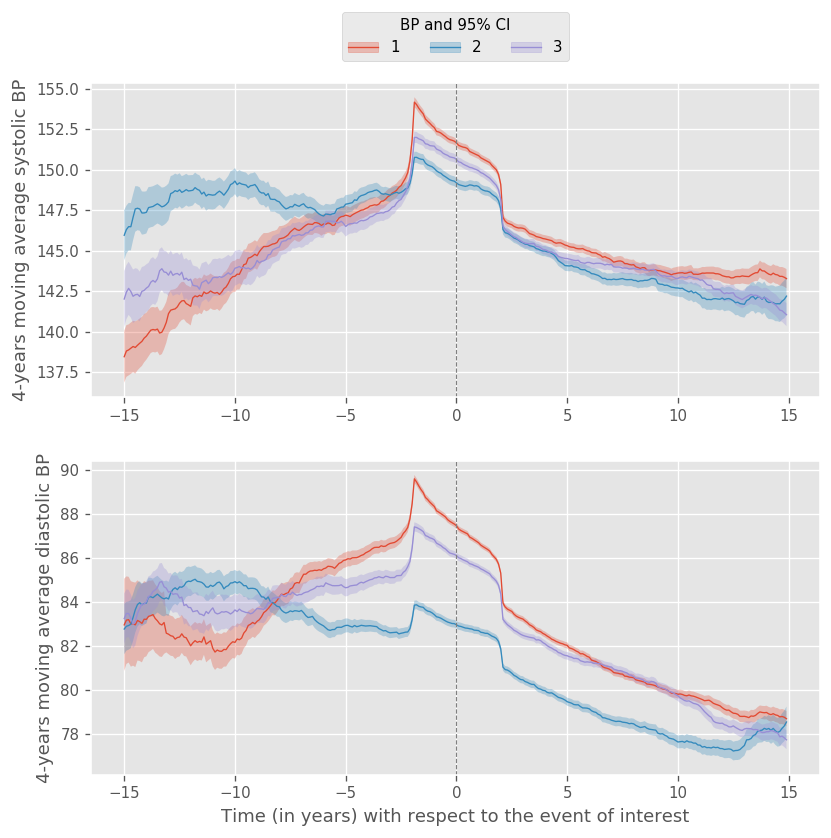 BP and 95% CI
1 2 3
4-years moving average systolic BP
155.0
152.5
150.0
147.5
145.0
142.5
140.0
137.5
−15 −10 −5 0 5 10 15
4-years moving average diastolic BP
90
88
86
84
82
80
78
−15 −10 −5 0 5 10 15
Time (in years) with respect to the event of interest